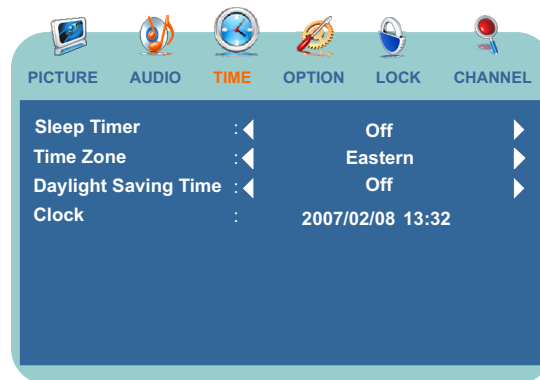 PICTURE AUDIO TIME OPTION LOCK CHANNEL
Sleep Timer : Off
Time Zone : Eastern
Daylight Saving Time : Off
Clock : 2007/02/08 13:32